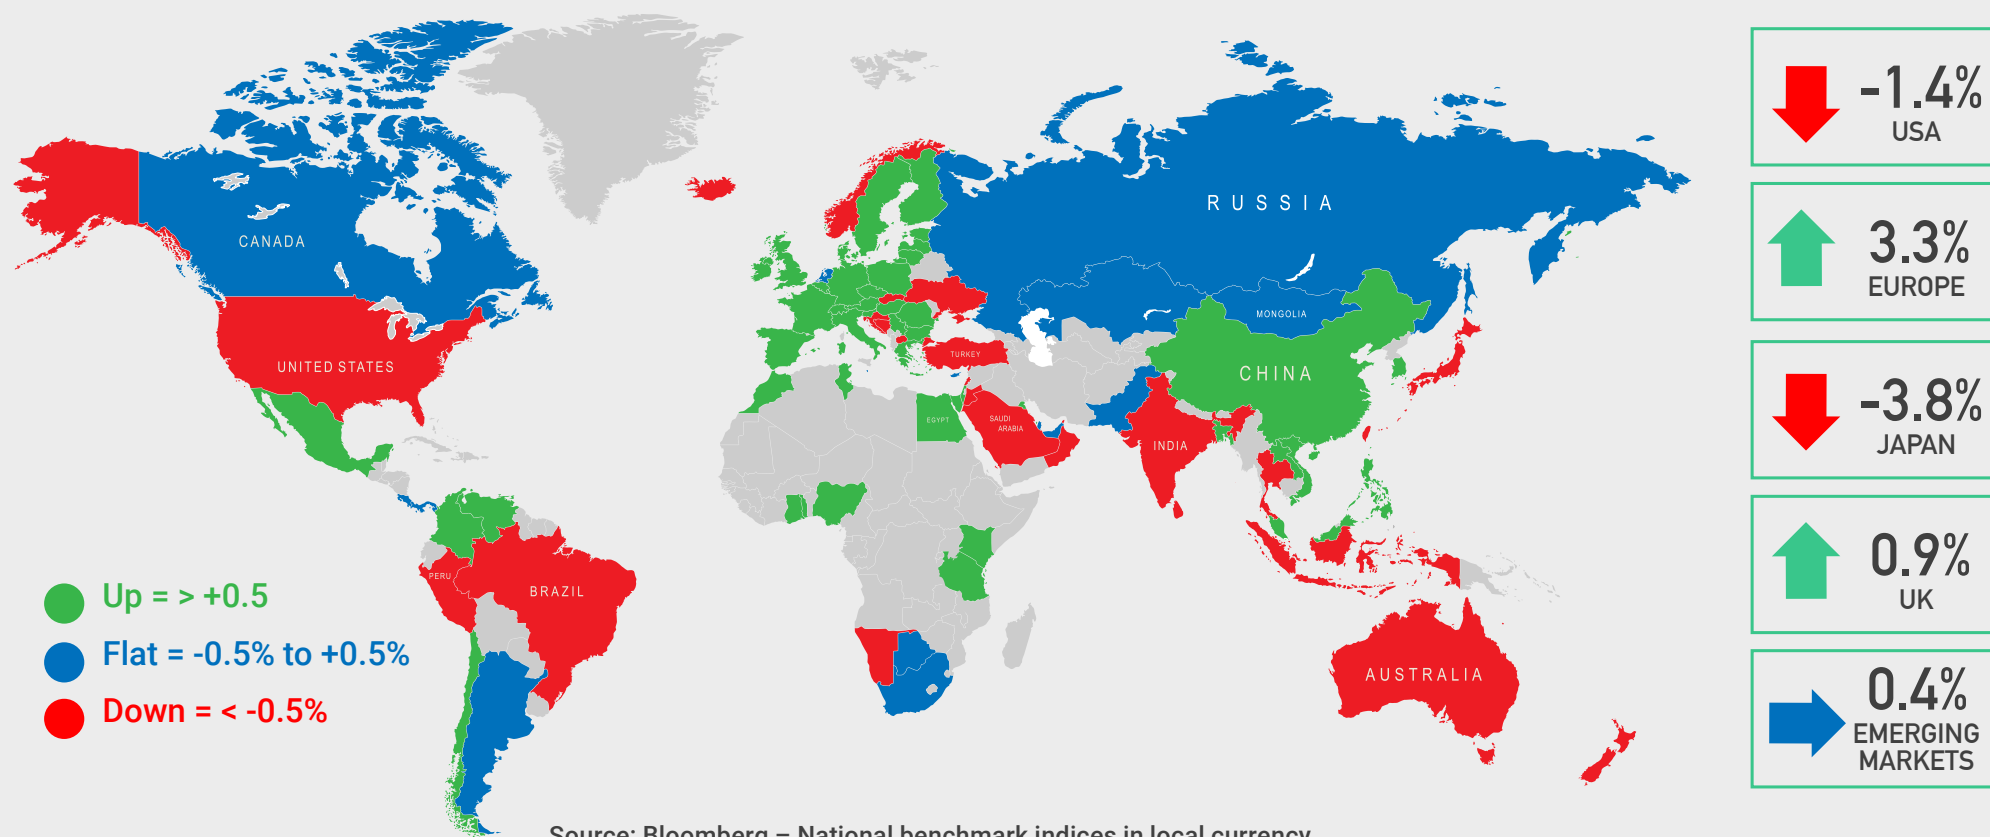 CANADA
UNITED STATES
PERU
BRAZIL
RUSSIA
MONGOLIA
TURKEY
CHINA
EGYPT
SAUDI
ARABIA
INDIA
AUSTRALIA
Up = > +0.5
Flat = -0.5% to +0.5%
Down = < -0.5%
-1.4%
USA
3.3%
EUROPE
-3.8%
JAPAN
0.9%
UK
0.4%
EMERGING
MARKETS
Source: Bloomberg – National benchmark indices in local currency